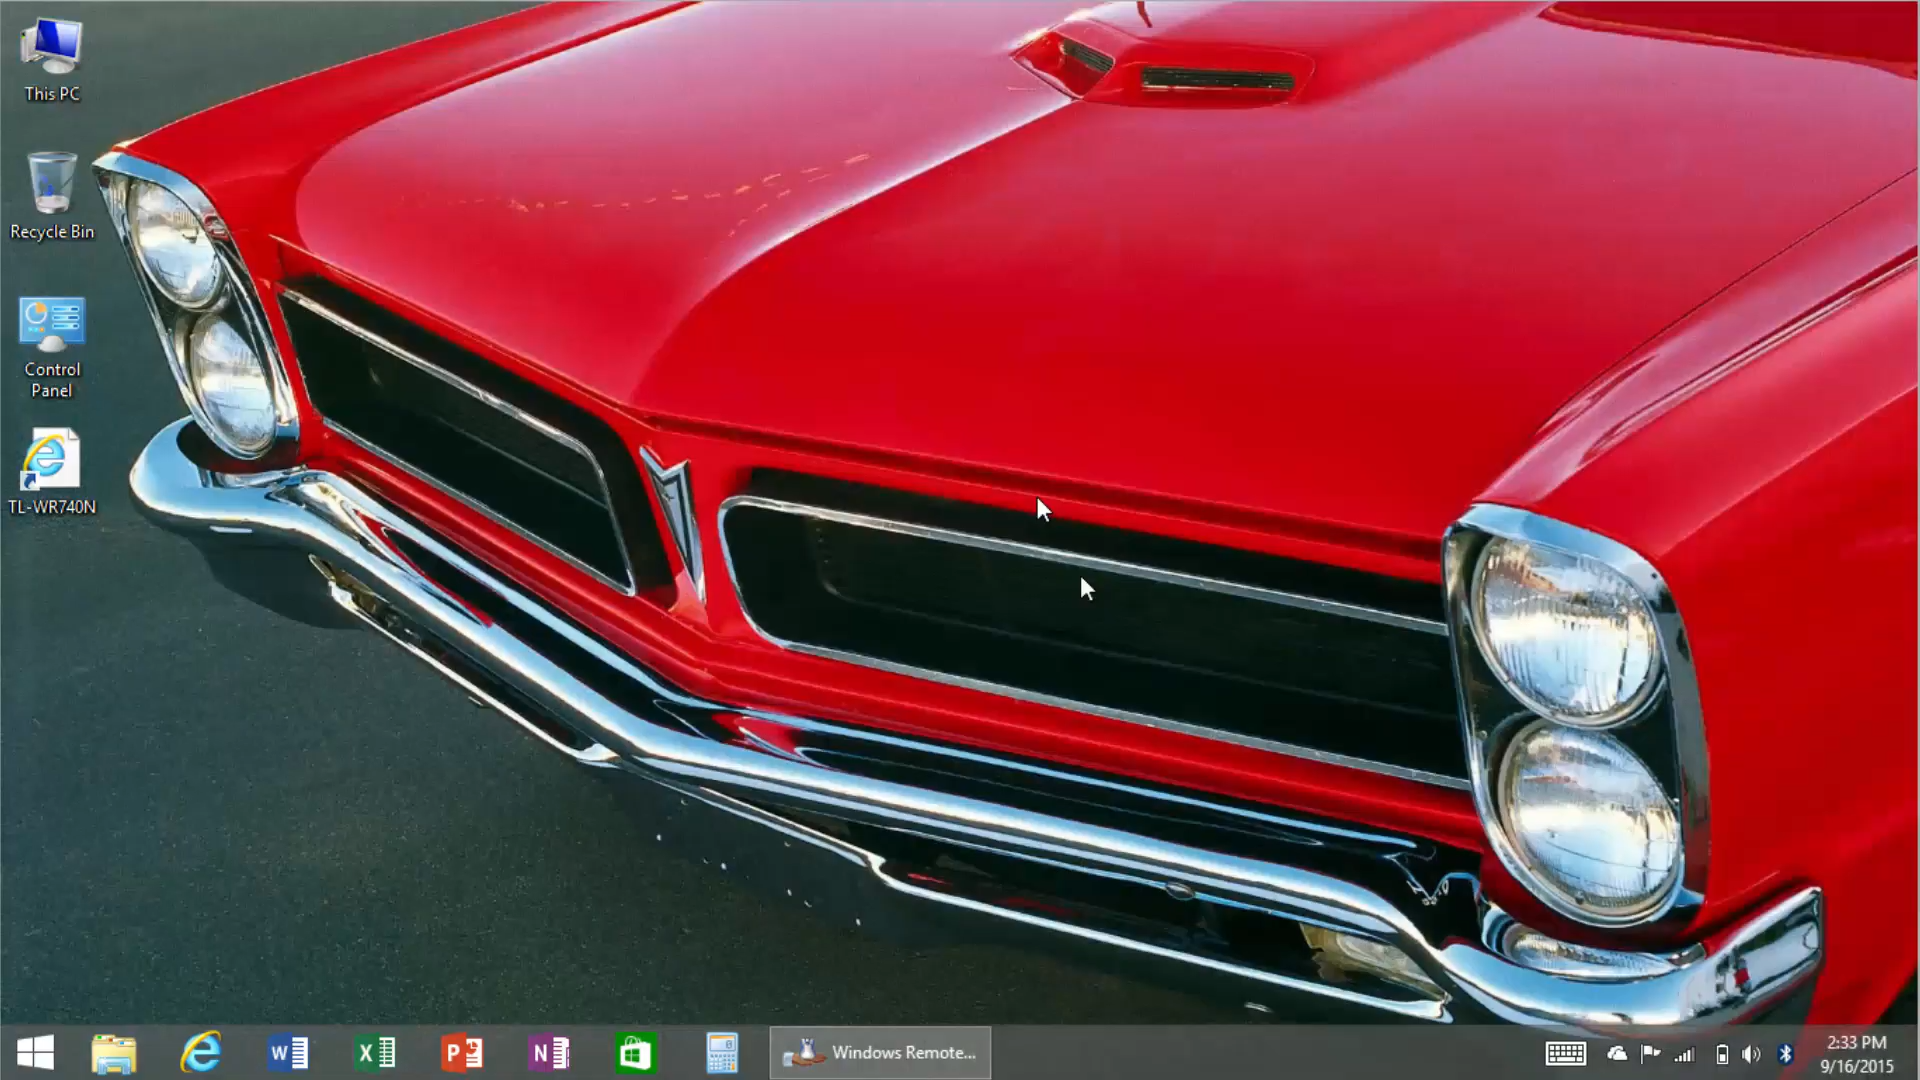 This PC
Recycle Bin
Control
Panel
TL-WR740N
Windows Remote...
2:33 PM
9/16/2015